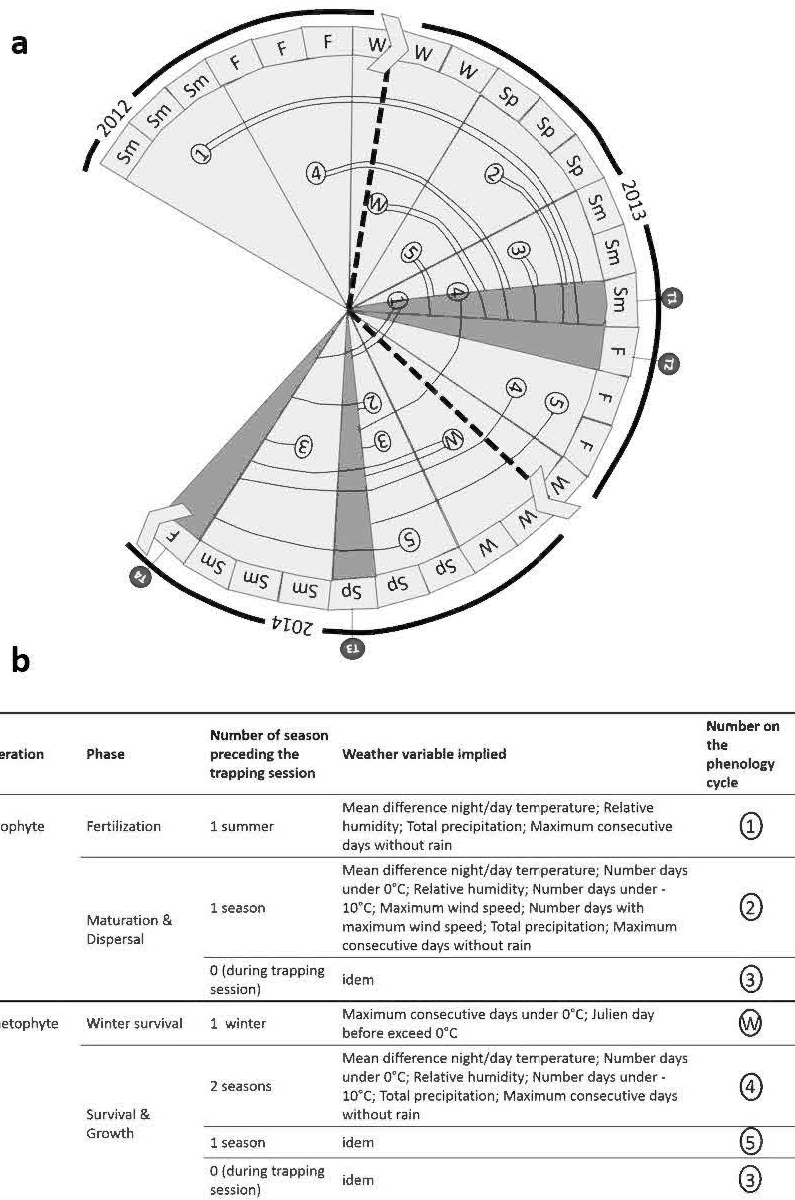 a
2012
Sm
Sm
Sm
F
F
F
W
W
W
Sp
Sp
Sp
2013
Sm
Sm
Sm
T1
F
T2
F
F
W
W
W
Sp
Sp
Sp
T3
2014
Sm
Sm
Sm
F
T4
1
4
W
2
5
3
1
4
4
5
2
3
W
3
5
b
eration
Phase
Number of season
preceding the
trapping session
Weather variable implied
Number on
the
phenology
cycle
ophyte
Fertilization
1 summer
Mean difference night/day temperature; Relative
humidity; Total precipitation; Maximum consecutive
days without rain
1
Maturation &
Dispersal
1 season
Mean difference night/day temperature; Number days
under 0°C; Relative humidity; Number days under -
10°C; Maximum wind speed; Number days with
maximum wind speed; Total precipitation; Maximum
consecutive days without rain
2
0 (during trapping
session)
idem
3
etophyte
Winter survival
1 winter
Maximum consecutive days under 0°C; Julien day
before exceed 0°C
W
Survival &
Growth
2 seasons
Mean difference night/day temperature; Number days
under 0°C; Relative humidity; Number days under -
10°C; Total precipitation; Maximum consecutive days
without rain
4
1 season
idem
5
0 (during trapping
session)
idem
3